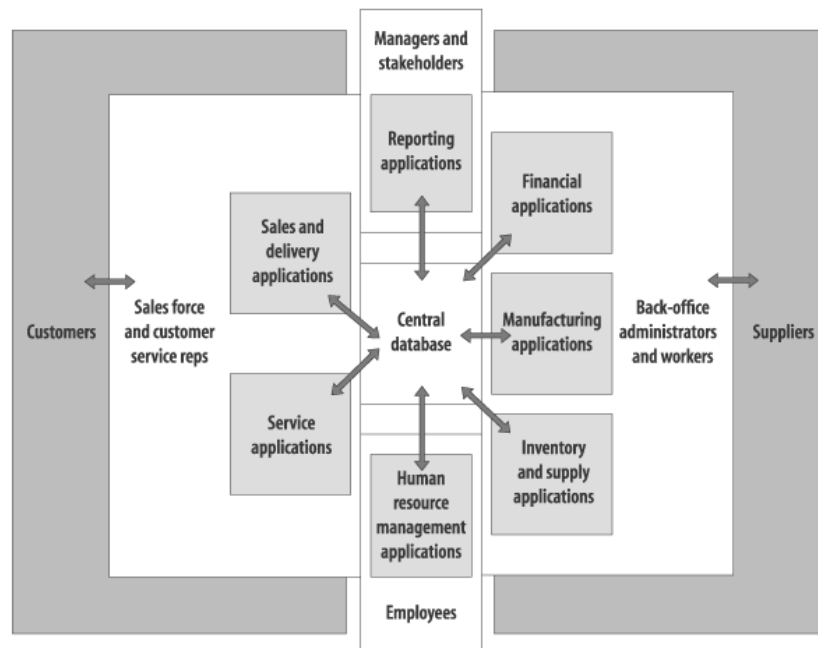 Managers and
stakeholders
Reporting
applications
Financial
applications
Sales and
delivery
applications
Customers
Sales force
and customer
service reps
Central
database
Manufacturing
applications
Back-office
administrators
and workers
Suppliers
Service
applications
Inventory
and supply
applications
Human
resource
management
applications
Employees